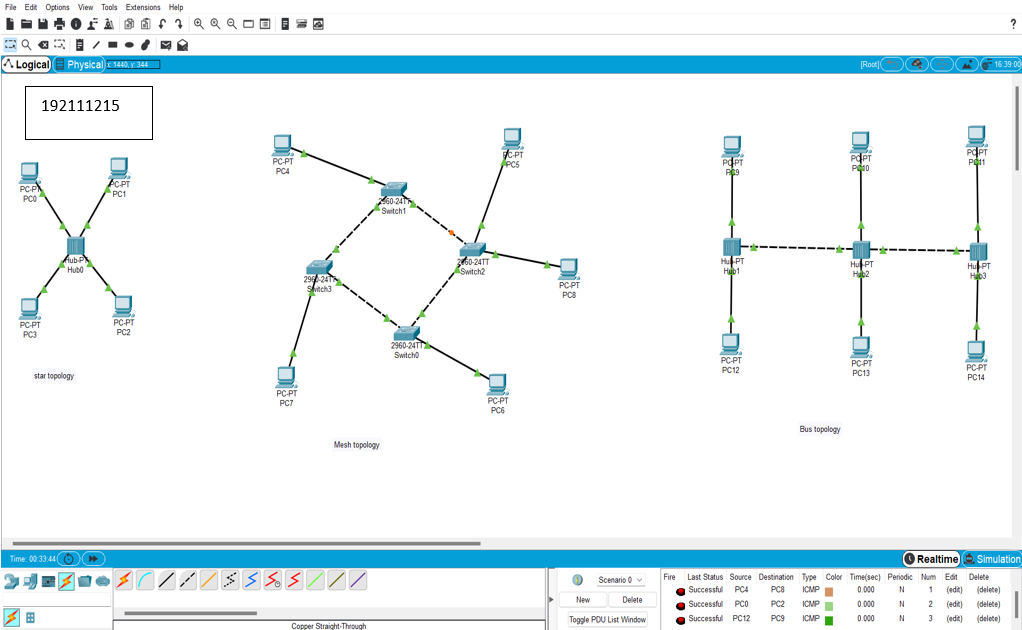 File Edit Options View Tools Extensions Help
?
Logical Physical x: 1440, y: 344 [Root] 16:39:00
192111215
PC-PT
PC4
PC-PT
PC5
PC-PT
PC9
PC-PT
PC10
PC-PT
PC11
PC-PT
PC0
PC-PT
PC1
2960-24TT
Switch1
Hub-PT
Hub0
2960-24TT
Switch2
2960-24TT
Switch3
PC-PT
PC8
Hub-PT
Hub1
Hub-PT
Hub2
Hub-PT
Hub3
PC-PT
PC3
PC-PT
PC2
2960-24TT
Switch0
PC-PT
PC7
PC-PT
PC6
PC-PT
PC12
PC-PT
PC13
PC-PT
PC14
star topology
Mesh topology
Bus topology
Time: 00:33:44 Realtime Simulation
Scenario 0
New Delete
Toggle PDU List Window
Fire Last Status Source Destination Type Color Time(sec) Periodic Num Edit Delete
Successful PC4 PC8 ICMP 0.000 N 1 (edit) (delete)
Successful PC0 PC2 ICMP 0.000 N 2 (edit) (delete)
Successful PC12 PC9 ICMP 0.000 N 3 (edit) (delete)
Copper Straight-Through